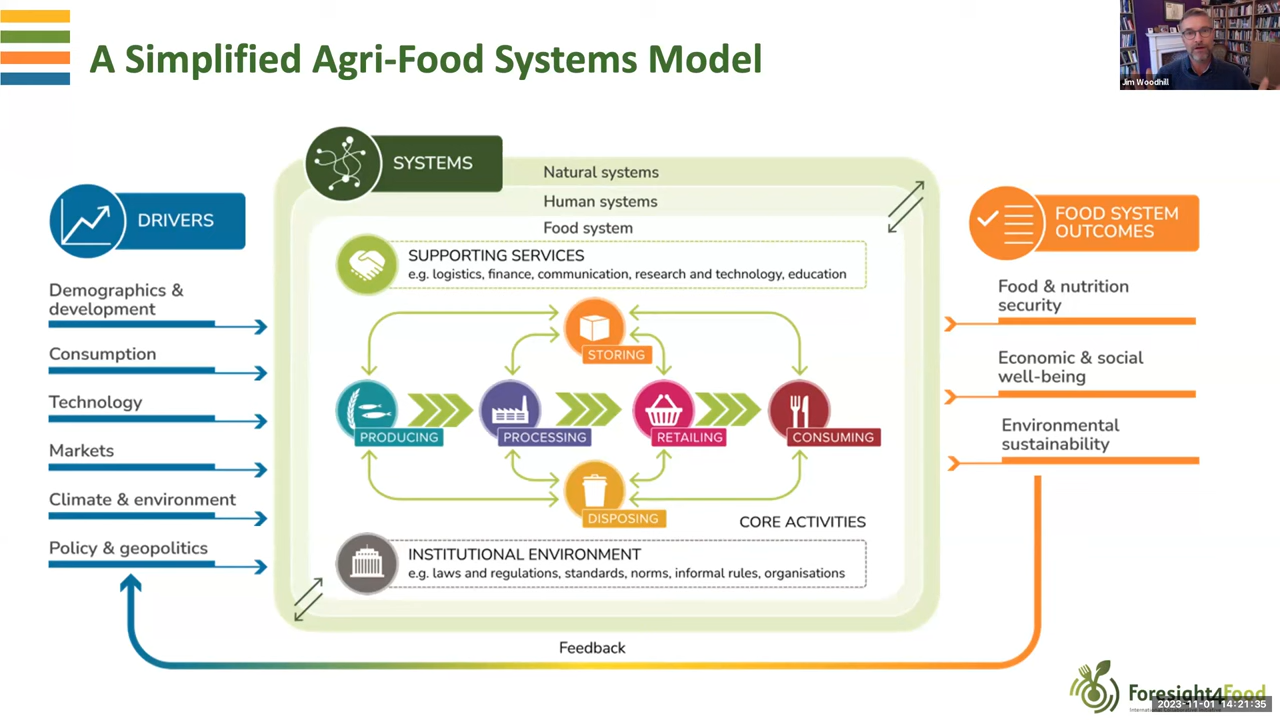 A Simplified Agri-Food Systems Model
Jim Woodhill
DRIVERS
Demographics &
development
Consumption
Technology
Markets
Climate & environment
Policy & geopolitics
SYSTEMS
Natural systems
Human systems
Food system
SUPPORTING SERVICES
e.g. logistics, finance, communication, research and technology, education
STORING
PRODUCING
PROCESSING
RETAILING
CONSUMING
DISPOSING
CORE ACTIVITIES
INSTITUTIONAL ENVIRONMENT
e.g. laws and regulations, standards, norms, informal rules, organisations
FOOD SYSTEM
OUTCOMES
Food & nutrition
security
Economic & social
well-being
Environmental
sustainability
Feedback
Foresight4Food
2023-11-01 14:21:35